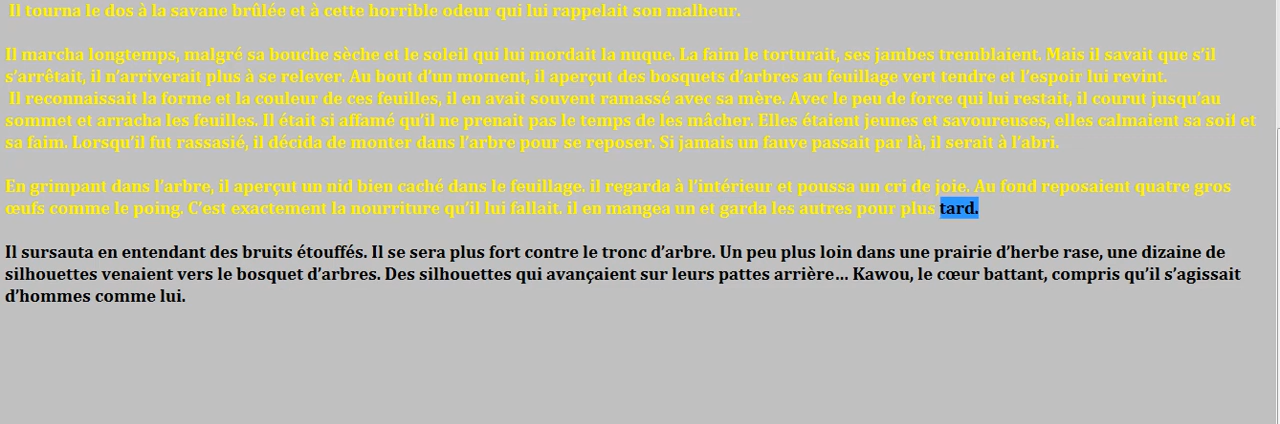 Il tourna le dos à la savane brûlée et à cette horrible odeur qui lui rappelait son malheur.
Il marcha longtemps, malgré sa bouche sèche et le soleil qui lui mordait la nuque. La faim le torturait, ses jambes tremblaient. Mais il savait que s’il
s’arrêtait, il n’arriverait plus à se relever. Au bout d’un moment, il aperçut des bosquets d’arbres au feuillage vert tendre et l’espoir lui revint.
Il reconnaissait la forme et la couleur de ces feuilles, il en avait souvent ramassé avec sa mère. Avec le peu de force qui lui restait, il courut jusqu’au
sommet et arracha les feuilles. Il était si affamé qu’il ne prenait pas le temps de les mâcher. Elles étaient jeunes et savoureuses, elles calmaient sa soil et
sa faim. Lorsqu’il fut rassasié, il décida de monter dans l’arbre pour se reposer. Si jamais un fauve passait par là, il serait à l’abri.
En grimpant dans l’arbre, il aperçut un nid bien caché dans le feuillage. il regarda à l’intérieur et poussa un cri de joie. Au fond reposaient quatre gros
œufs comme le poing. C’est exactement la nourriture qu’il lui fallait. il en mangea un et garda les autres pour plus tard.
Il sursauta en entendant des bruits étouffés. Il se sera plus fort contre le tronc d’arbre. Un peu plus loin dans une prairie d’herbe rase, une dizaine de
silhouettes venaient vers le bosquet d’arbres. Des silhouettes qui avançaient sur leurs pattes arrière… Kawou, le cœur battant, compris qu’il s’agissait
d’hommes comme lui.